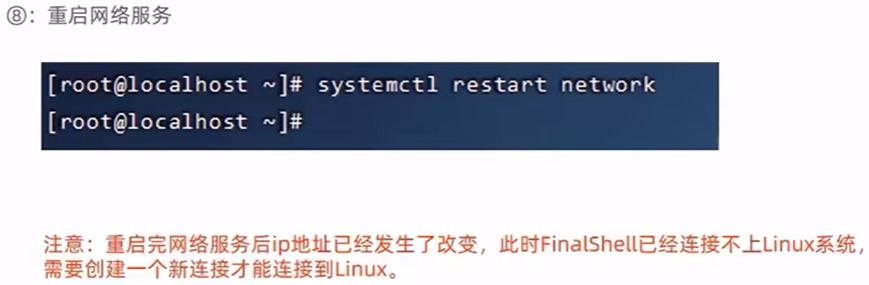 ⑧：重启网络服务
[root@localhost ~]# systemctl restart network
[root@localhost ~]#
注意：重启完网络服务后ip地址已经发生了改变，此时FinalShell已经连接不上Linux系统，
需要创建一个新连接才能连接到Linux。